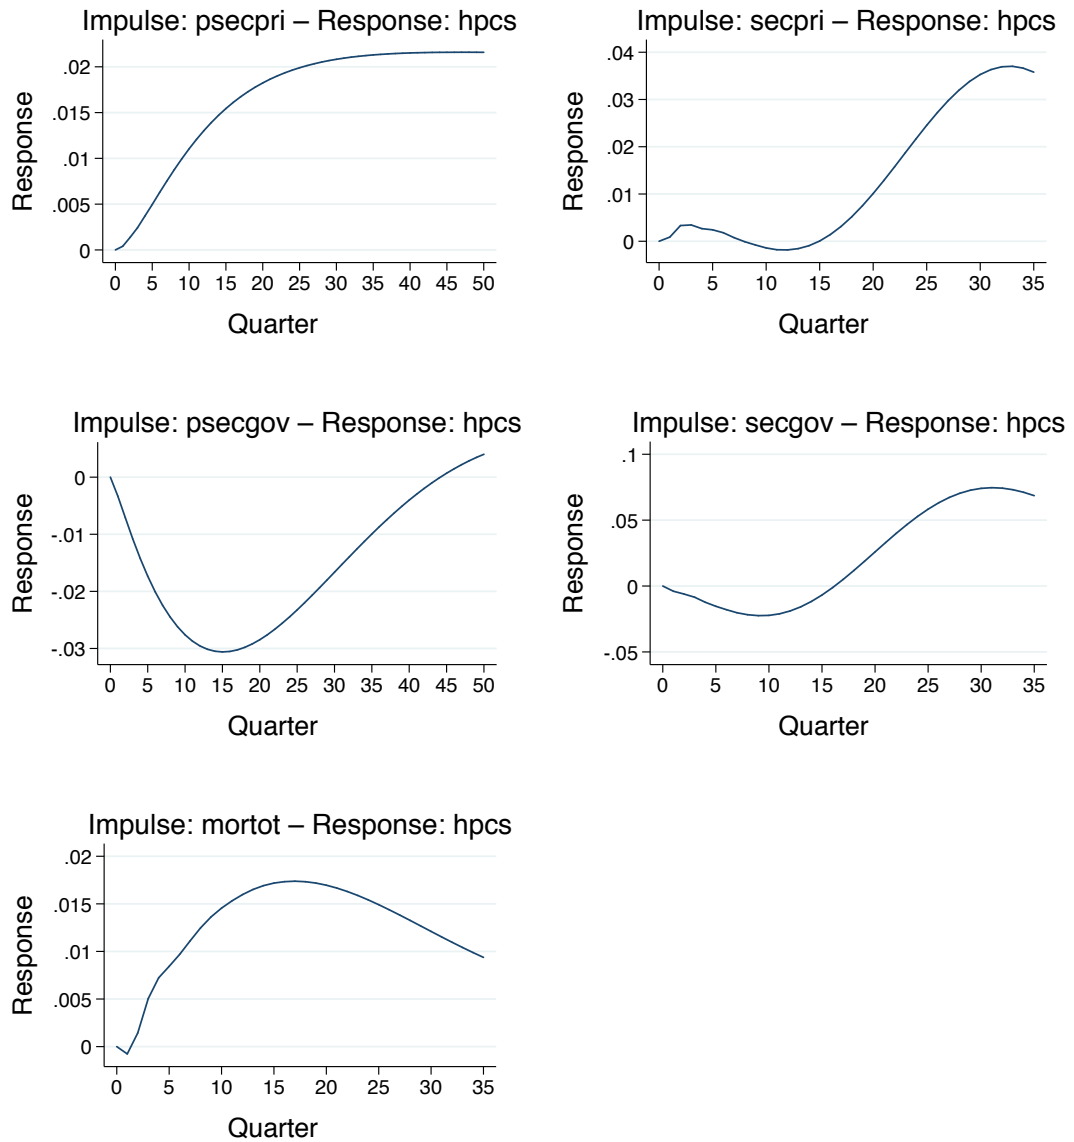 Impulse: psecpri – Response: hpcs
.02
.015
.01
.005
0
Response
0 5 10 15 20 25 30 35 40 45 50
Quarter
Impulse: secpri – Response: hpcs
.04
.03
.02
.01
0
Response
0 5 10 15 20 25 30 35
Quarter
Impulse: psecgov – Response: hpcs
0
-.01
-.02
-.03
Response
0 5 10 15 20 25 30 35 40 45 50
Quarter
Impulse: secgov – Response: hpcs
.1
.05
0
-.05
Response
0 5 10 15 20 25 30 35
Quarter
Impulse: mortot – Response: hpcs
.02
.015
.01
.005
0
Response
0 5 10 15 20 25 30 35
Quarter